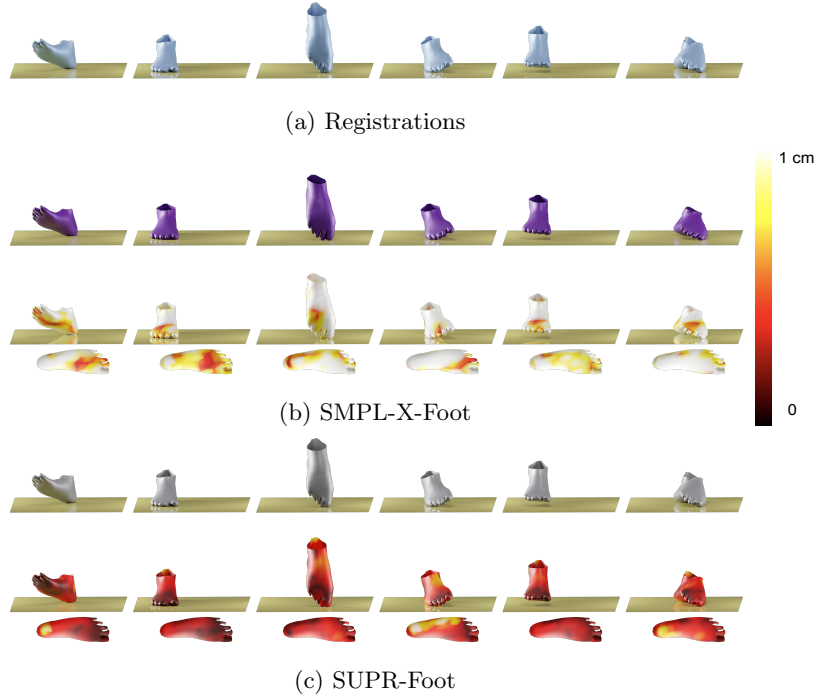 (a) Registrations
1 cm
0
(b) SMPL-X-Foot
(c) SUPR-Foot